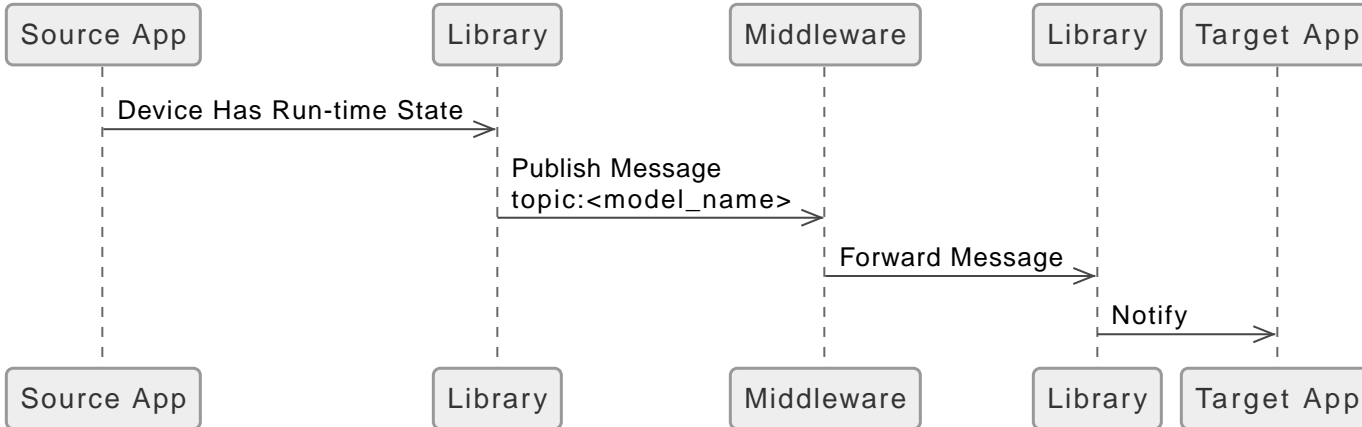 Source App
Library
Middleware
Library
Target App
Device Has Run-time State
Publish Message
topic:<model_name>
Forward Message
Notify
Source App
Library
Middleware
Library
Target App